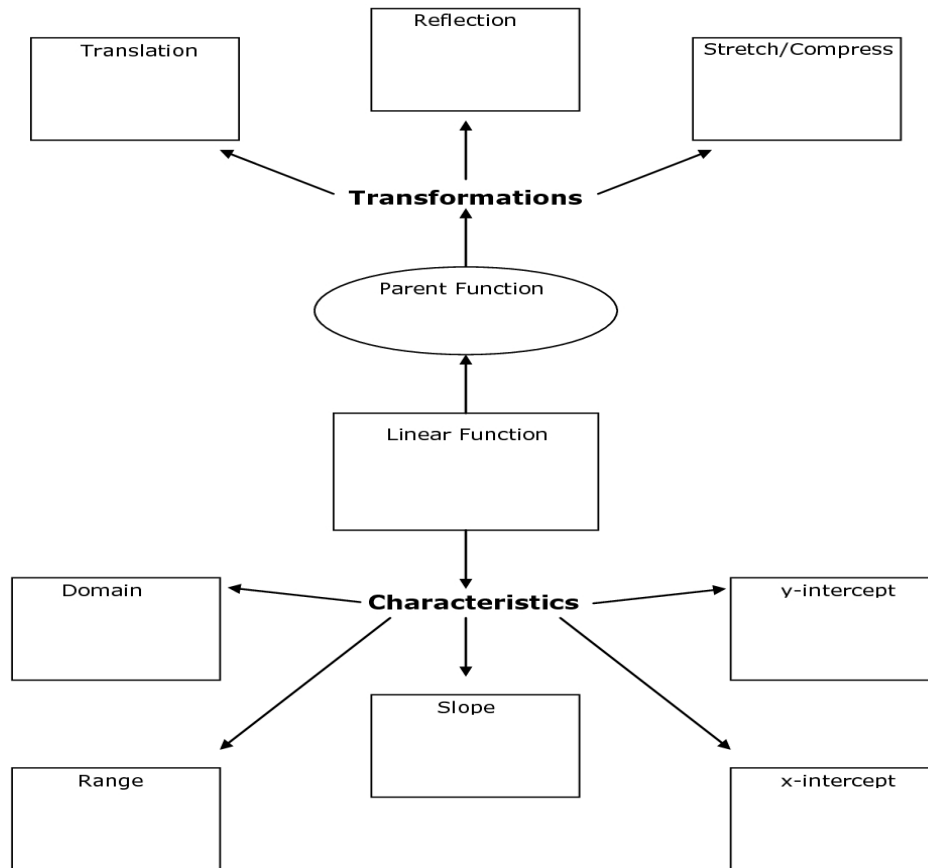 Reflection
Translation
Stretch/Compress
Transformations
Parent Function
Linear Function
Domain
Characteristics
y-intercept
Slope
Range
x-intercept